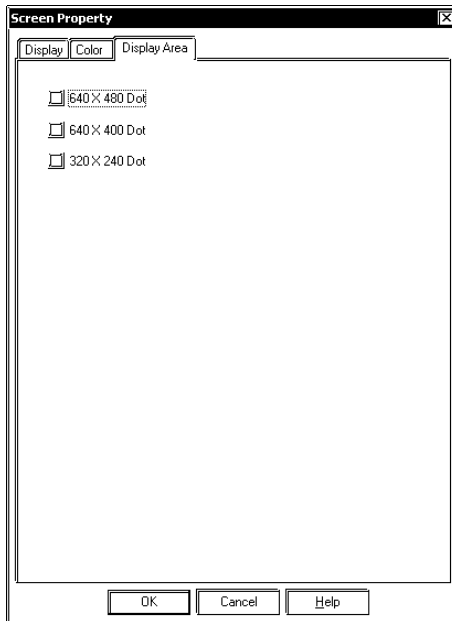 Screen Property
Display Color Display Area
640 X 480 Dot
640 X 400 Dot
320 X 240 Dot
OK Cancel Help